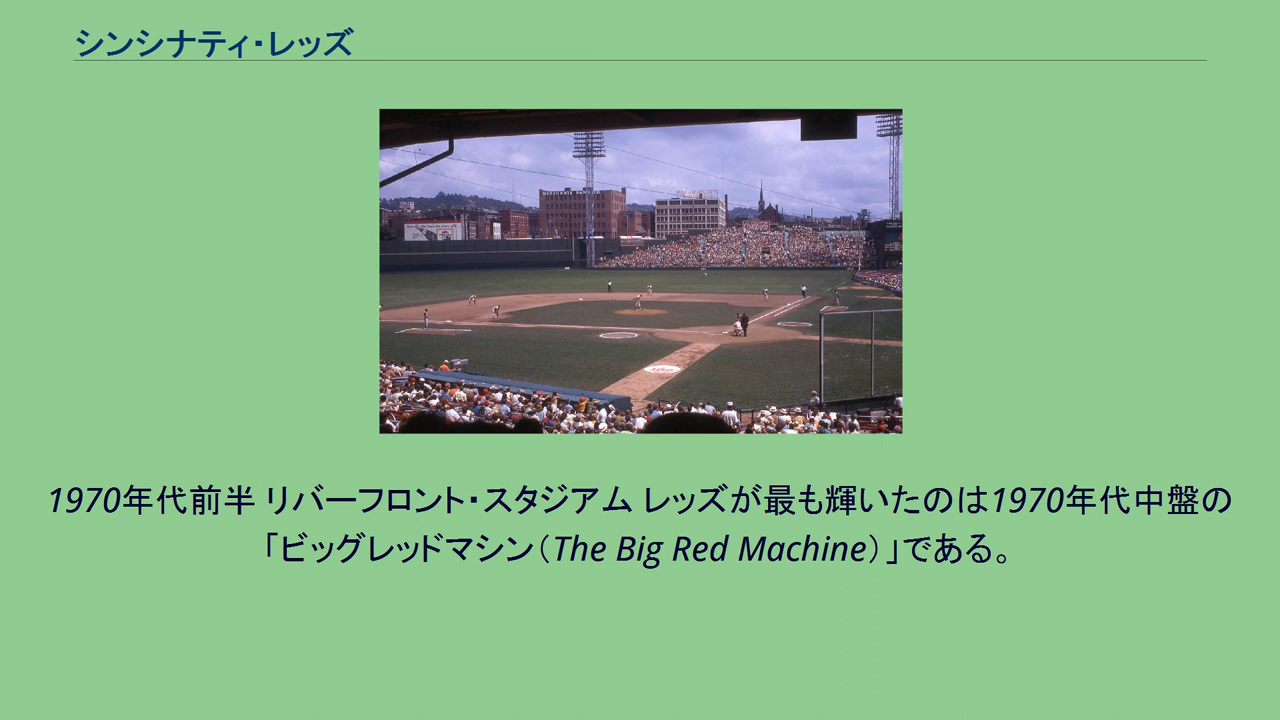 シンシナティ・レッズ
MERCHANTS
1970年代前半 リバーフロント・スタジアム レッズが最も輝いたのは1970年代中盤の
「ビッグレッドマシン（The Big Red Machine）」である。